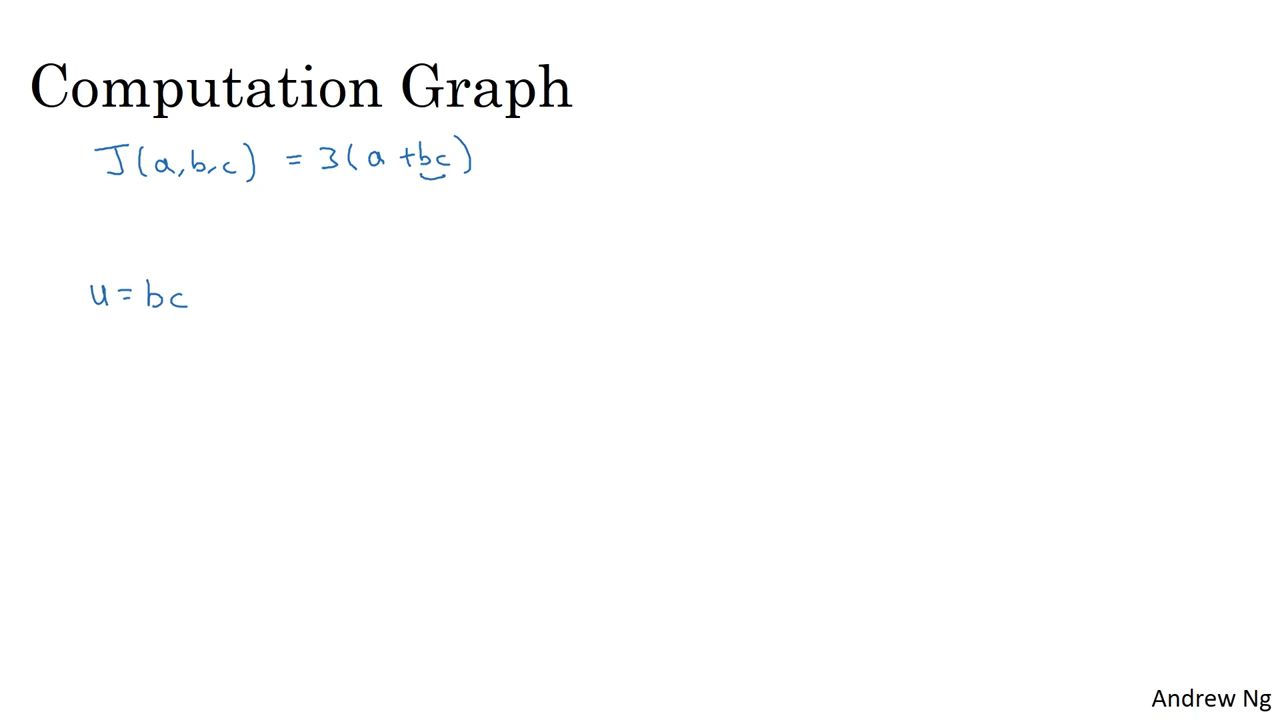 Computation Graph
J(a,b,c) = 3(a+bc)
u=bc
Andrew Ng